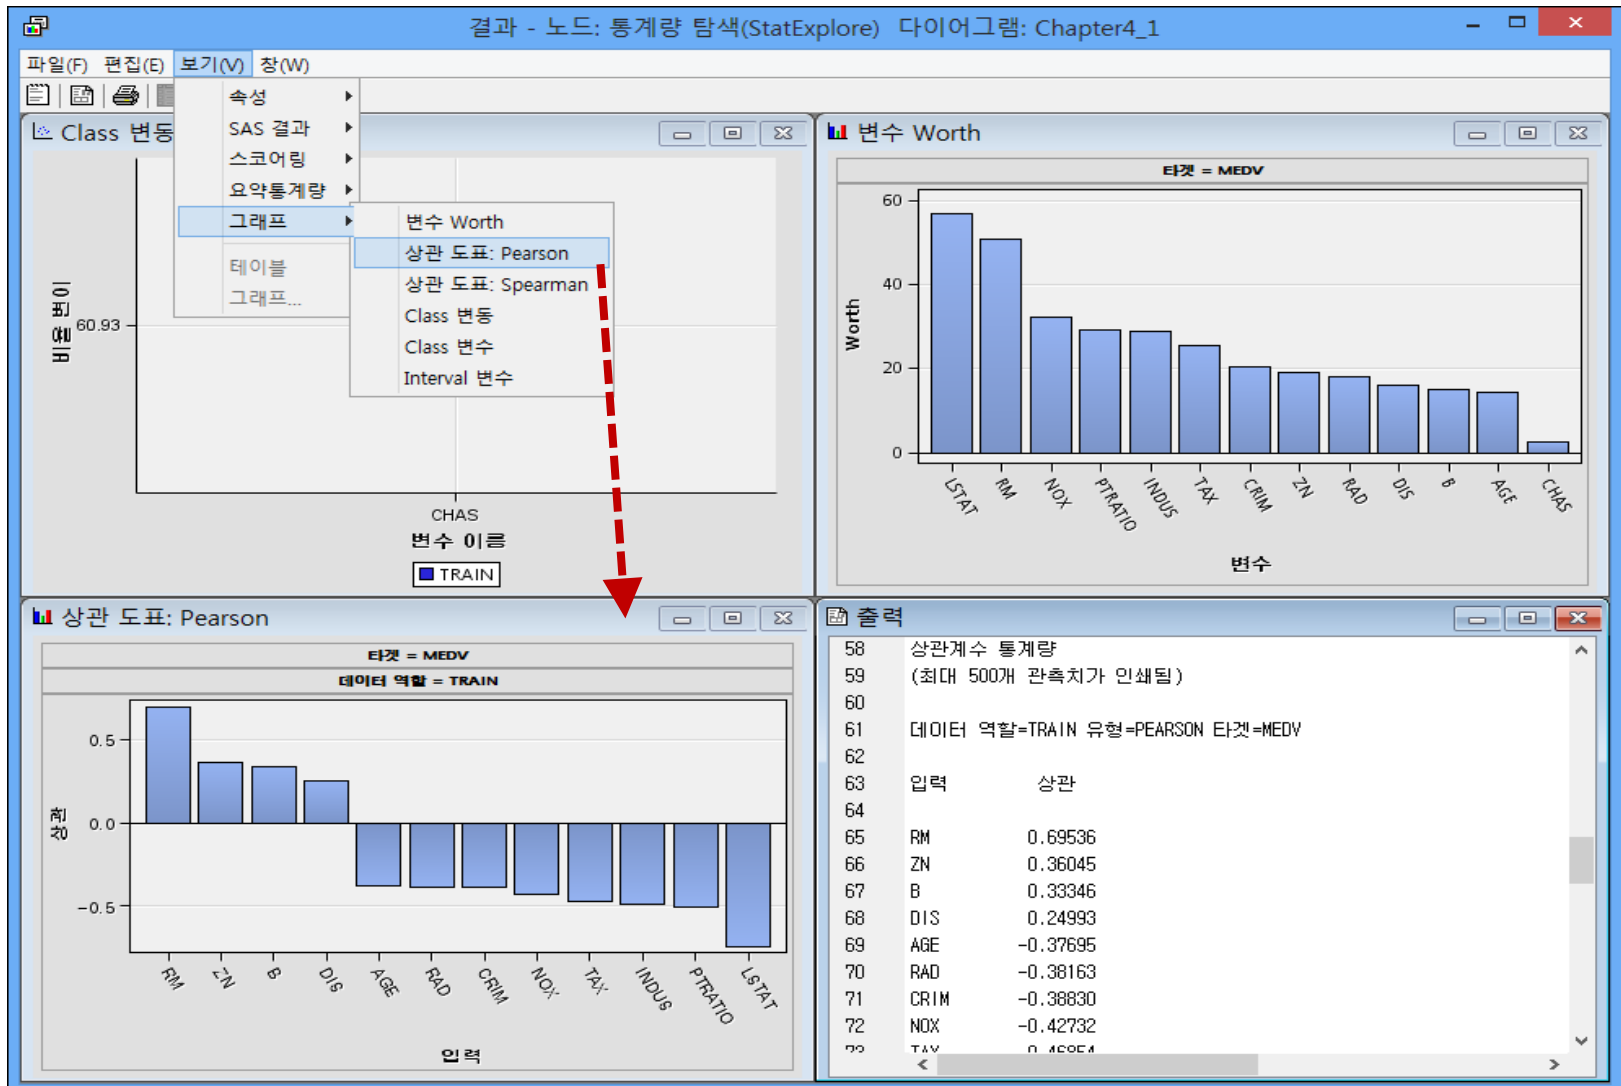 결과 - 노드: 통계량 탐색(StatExplore) 다이어그램: Chapter4_1
파일(F) 편집(E) 보기(V) 창(W)
속성
SAS 결과
스코어링
요약통계량
그래프
테이블
그래프...
변수 Worth
상관 도표: Pearson
상관 도표: Spearman
Class 변동
Class 변수
Interval 변수
Class 변동
비율 변이
60.93
CHAS
변수 이름
TRAIN
변수 Worth
타겟 = MEDV
Worth
60
40
20
0
LSTAT RM NOX PTRATIO INDUS TAX CRIM ZN RAD DIS B AGE CHAS
변수
상관 도표: Pearson
타겟 = MEDV
데이터 역할 = TRAIN
상관
0.5
0.0
-0.5
RM ZN B DIS AGE RAD CRIM NOX TAX INDUS PTRATIO LSTAT
입력
출력
58 상관계수 통계량
59 (최대 500개 관측치가 인쇄됨)
60
61 데이터 역할=TRAIN 유형=PEARSON 타겟=MEDV
62
63 입력 상관
64
65 RM 0.69536
66 ZN 0.36045
67 B 0.33346
68 DIS 0.24993
69 AGE -0.37695
70 RAD -0.38163
71 CRIM -0.38830
72 NOX -0.42732
73 TAX -0.46854